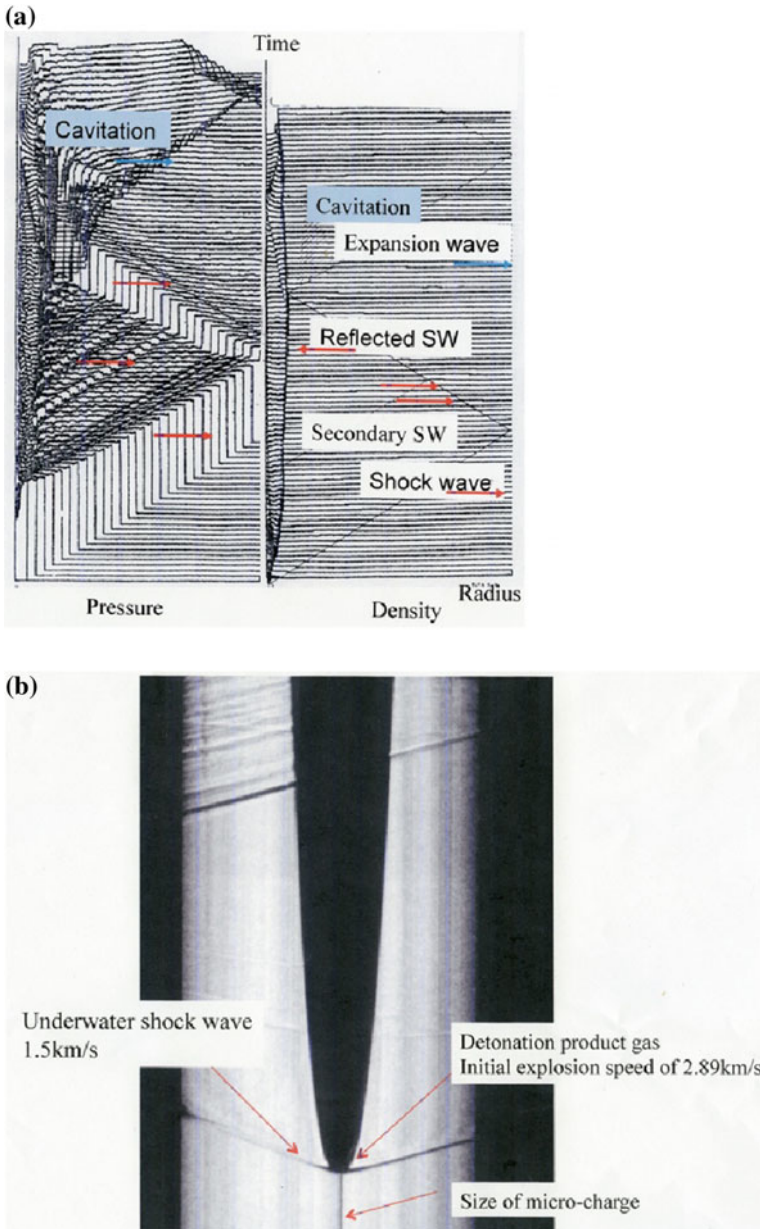 (a)
Time
Cavitation
Cavitation
Expansion wave
Reflected SW
Secondary SW
Shock wave
Radius
Pressure
Density
(b)
Underwater shock wave
1.5km/s
Detonation product gas
Initial explosion speed of 2.89km/s
Size of micro-charge